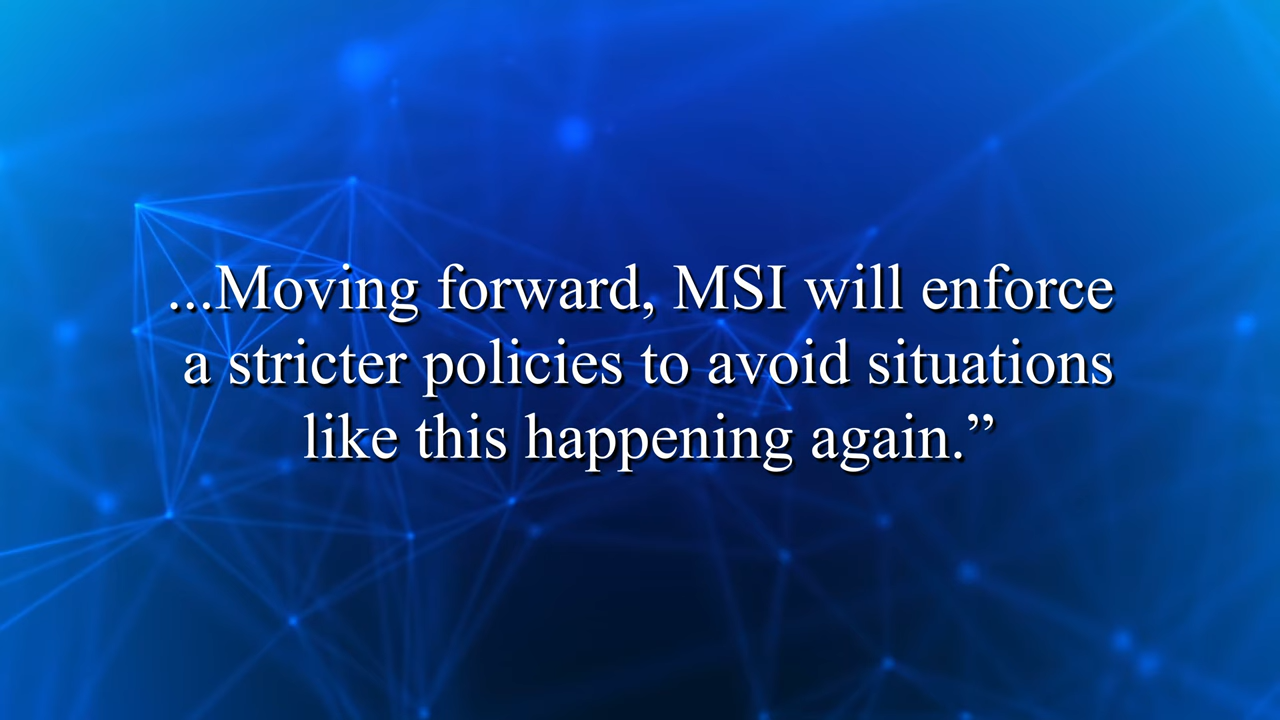 ...Moving forward, MSI will enforce
a stricter policies to avoid situations
like this happening again.”